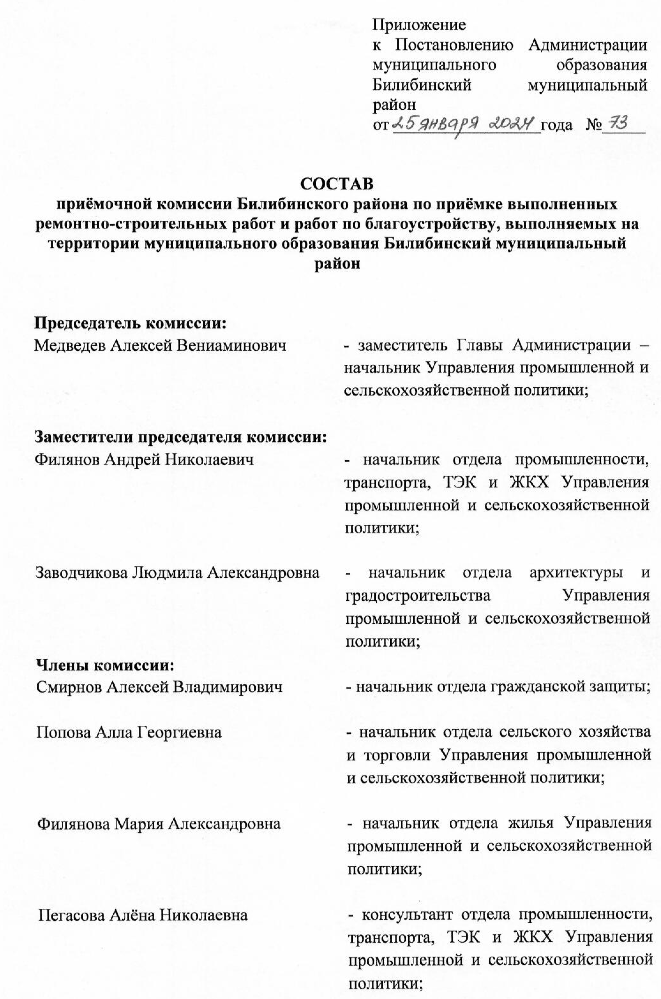 Приложение
к Постановлению Администрации
муниципального образования
Билибинский муниципальный
район
от 25 января 2024 года № 73
СОСТАВ
приёмочной комиссии Билибинского района по приёмке выполненных
ремонтно-строительных работ и работ по благоустройству, выполняемых на
территории муниципального образования Билибинский муниципальный
район
Председатель комиссии:
Медведев Алексей Вениаминович - заместитель Главы Администрации –
начальник Управления промышленной и
сельскохозяйственной политики;
Заместители председателя комиссии:
Филянов Андрей Николаевич - начальник отдела промышленности,
транспорта, ТЭК и ЖКХ Управления
промышленной и сельскохозяйственной
политики;
Заводчикова Людмила Александровна - начальник отдела архитектуры и
градостроительства Управления
промышленной и сельскохозяйственной
политики;
Члены комиссии:
Смирнов Алексей Владимирович - начальник отдела гражданской защиты;
Попова Алла Георгиевна - начальник отдела сельского хозяйства
и торговли Управления промышленной
и сельскохозяйственной политики;
Филянова Мария Александровна - начальник отдела жилья Управления
промышленной и сельскохозяйственной
политики;
Пегасова Алёна Николаевна - консультант отдела промышленности,
транспорта, ТЭК и ЖКХ Управления
промышленной и сельскохозяйственной
политики;